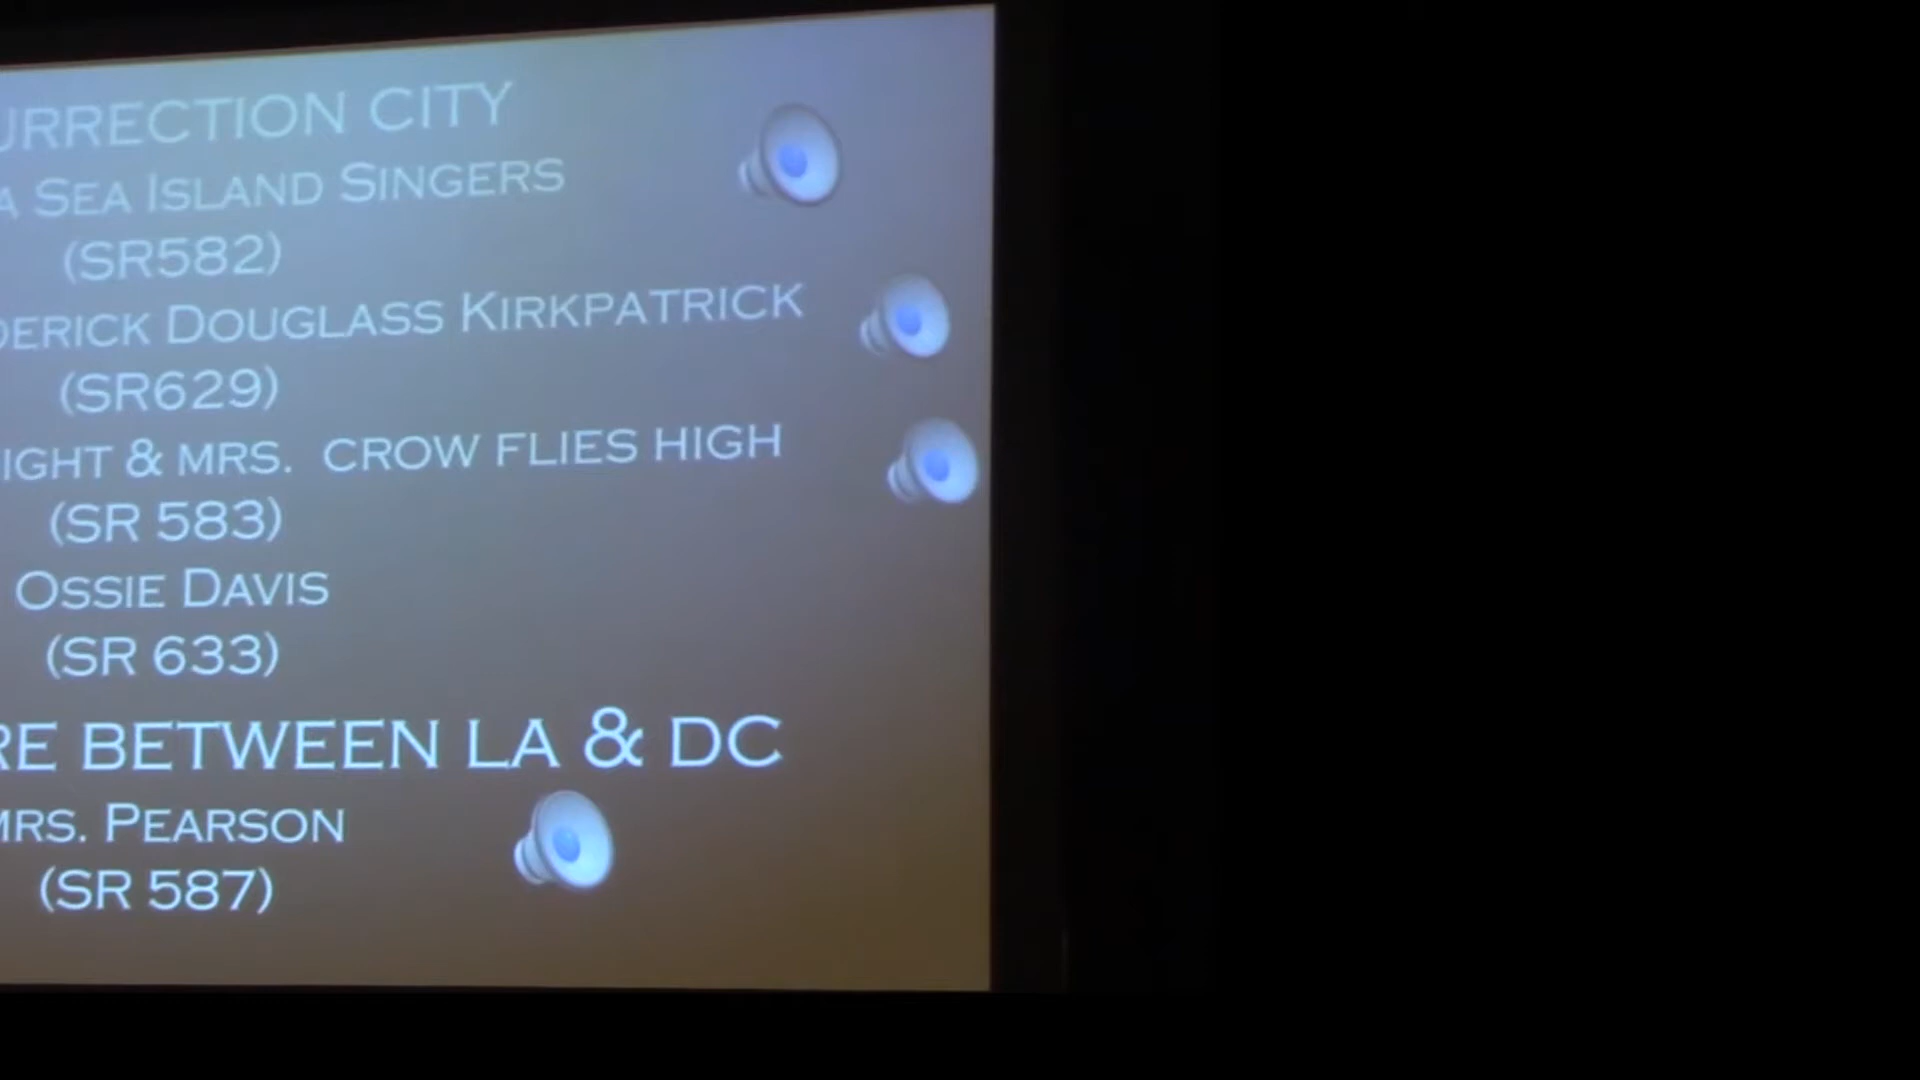 URRECTION CITY
A SEA ISLAND SINGERS
(SR582)
DERICK DOUGLASS KIRKPATRICK
(SR629)
IGHT & MRS. CROW FLIES HIGH
(SR 583)
OSSIE DAVIS
(SR 633)
RE BETWEEN LA & DC
MRS. PEARSON
(SR 587)